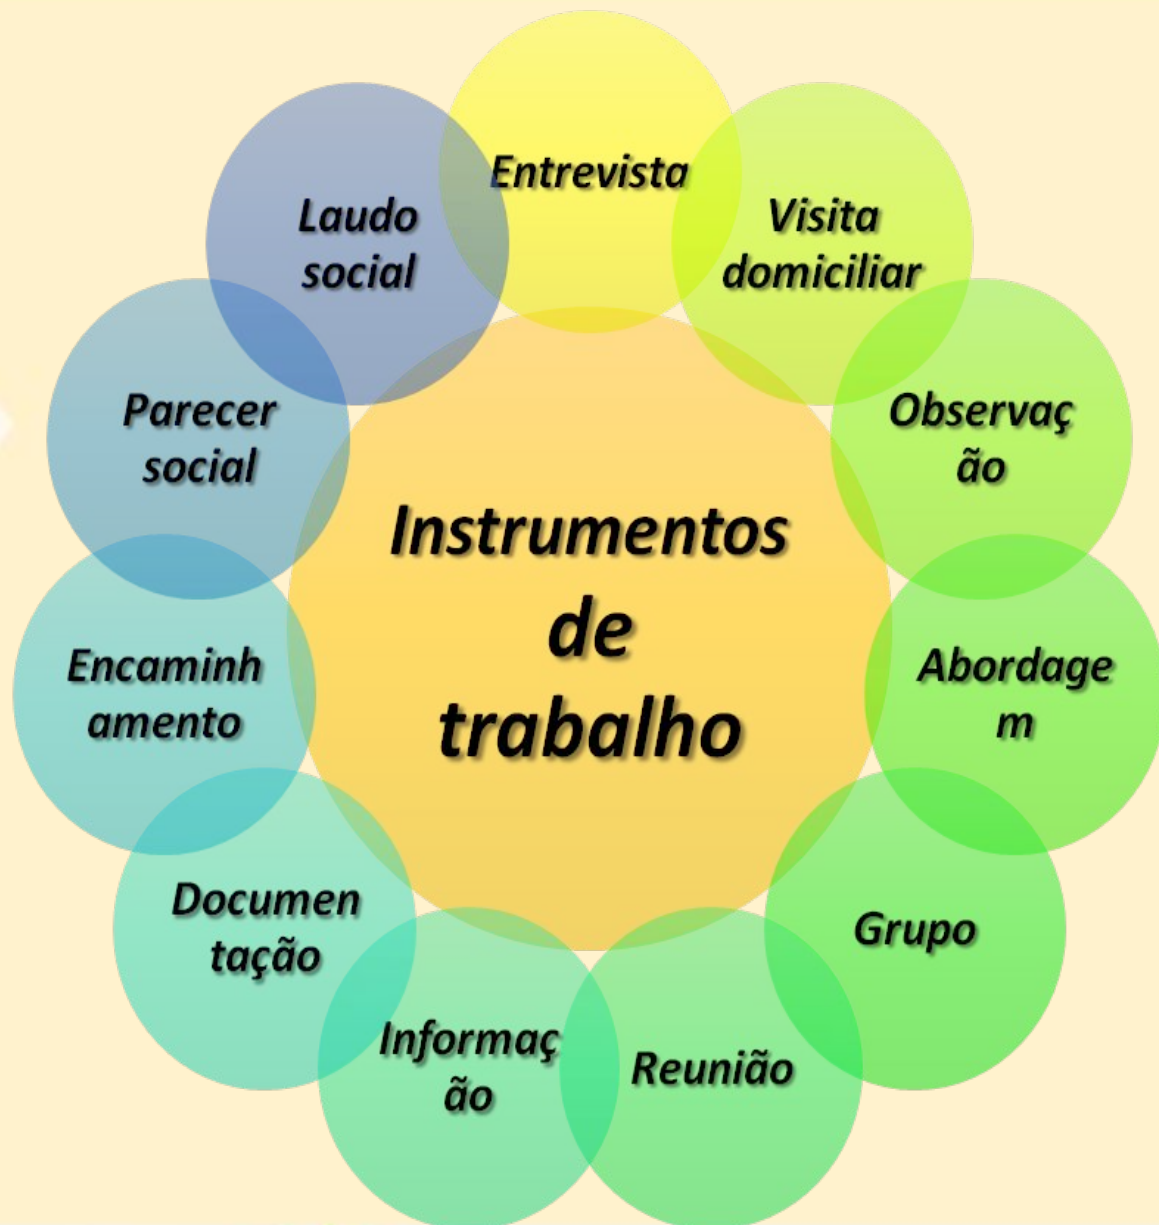 Entrevista
Visita
domiciliar
Observaç
ão
Abordage
m
Grupo
Reunião
Informaç
ão
Documen
tação
Encaminh
amento
Parecer
social
Laudo
social
Instrumentos
de
trabalho